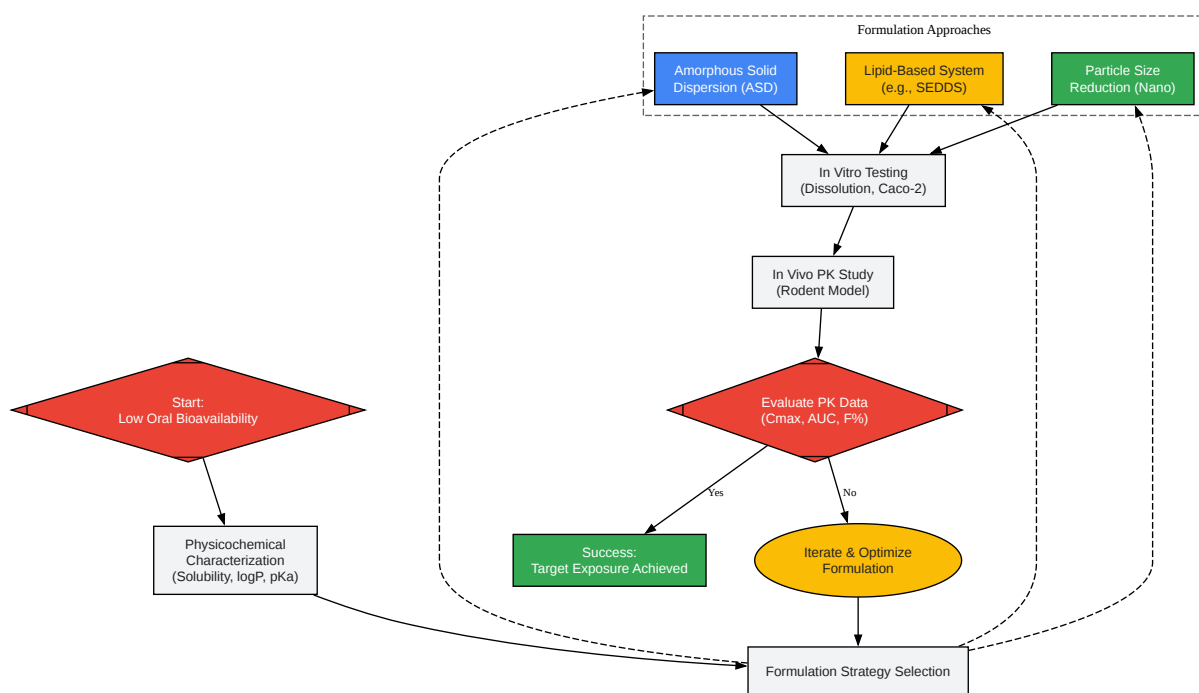 Formulation Approaches
Amorphous Solid
Dispersion (ASD)
Lipid-Based System
(e.g., SEDDS)
Particle Size
Reduction (Nano)
In Vitro Testing
(Dissolution, Caco-2)
In Vivo PK Study
(Rodent Model)
Start:
Low Oral Bioavailability
Evaluate PK Data
(Cmax, AUC, F%)
Yes
No
Physicochemical
Characterization
(Solubility, logP, pKa)
Success:
Target Exposure Achieved
Iterate & Optimize
Formulation
Formulation Strategy Selection